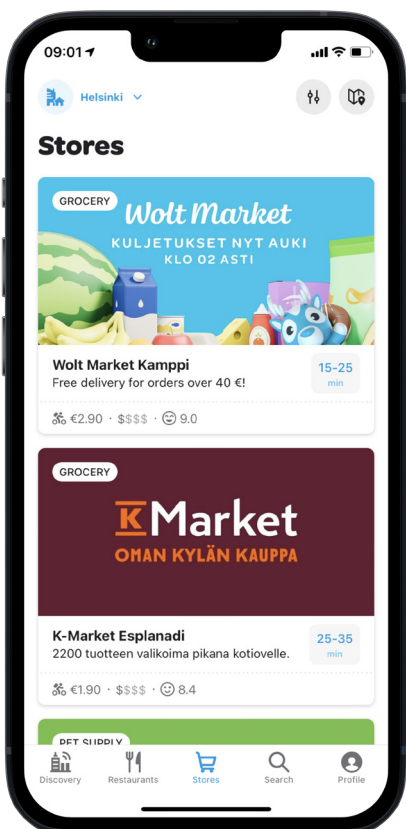 09:01
Helsinki
Stores
GROCERY
Wolt Market
KULJETUKSET NYT AUKI
KLO 02 ASTI
Wolt Market Kamppi
Free delivery for orders over 40 €!
15-25
min
€2.90 · $$$$ · 9.0
GROCERY
K Market
OMAN KYLÄN KAUPPA
K-Market Esplanadi
2200 tuotteen valikoima pikana kotiovelle.
25-35
min
€1.90 · $$$$ · 8.4
PET SUPPLY
Discovery
Restaurants
Stores
Search
Profile